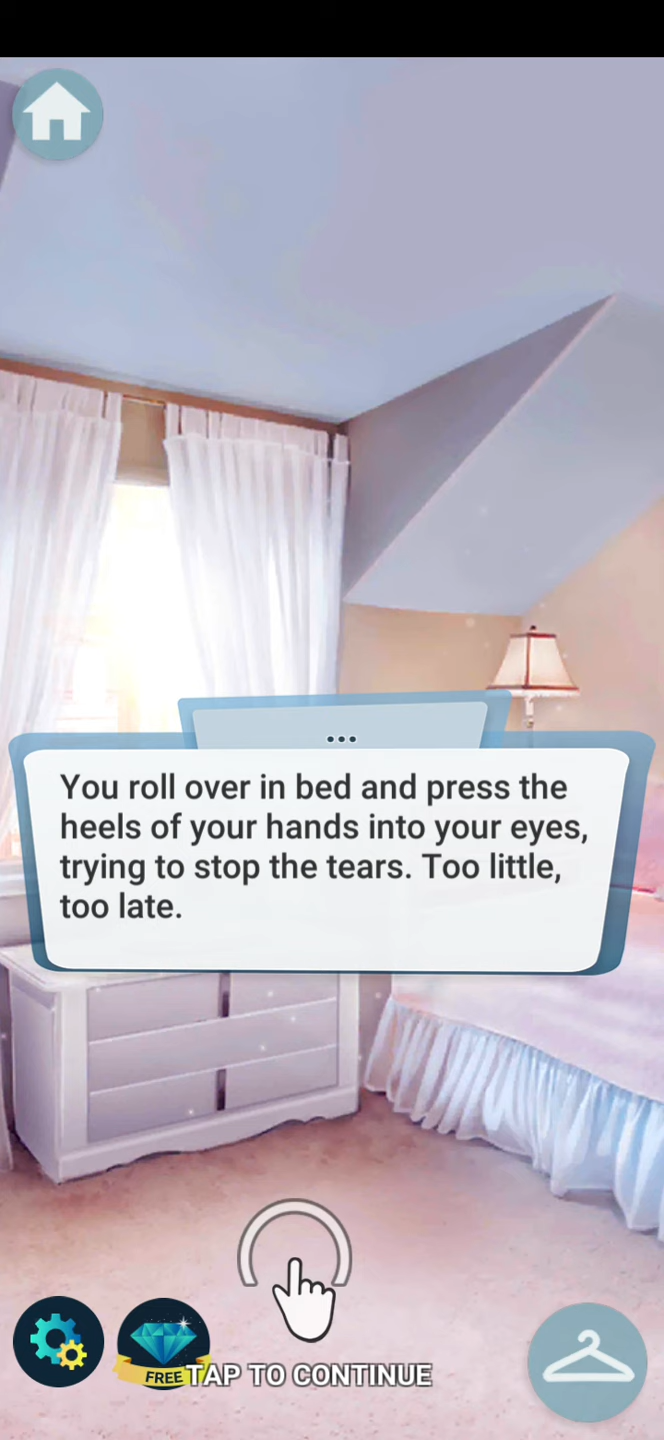 ...
You roll over in bed and press the
heels of your hands into your eyes,
trying to stop the tears. Too little,
too late.
FREE
TAP TO CONTINUE